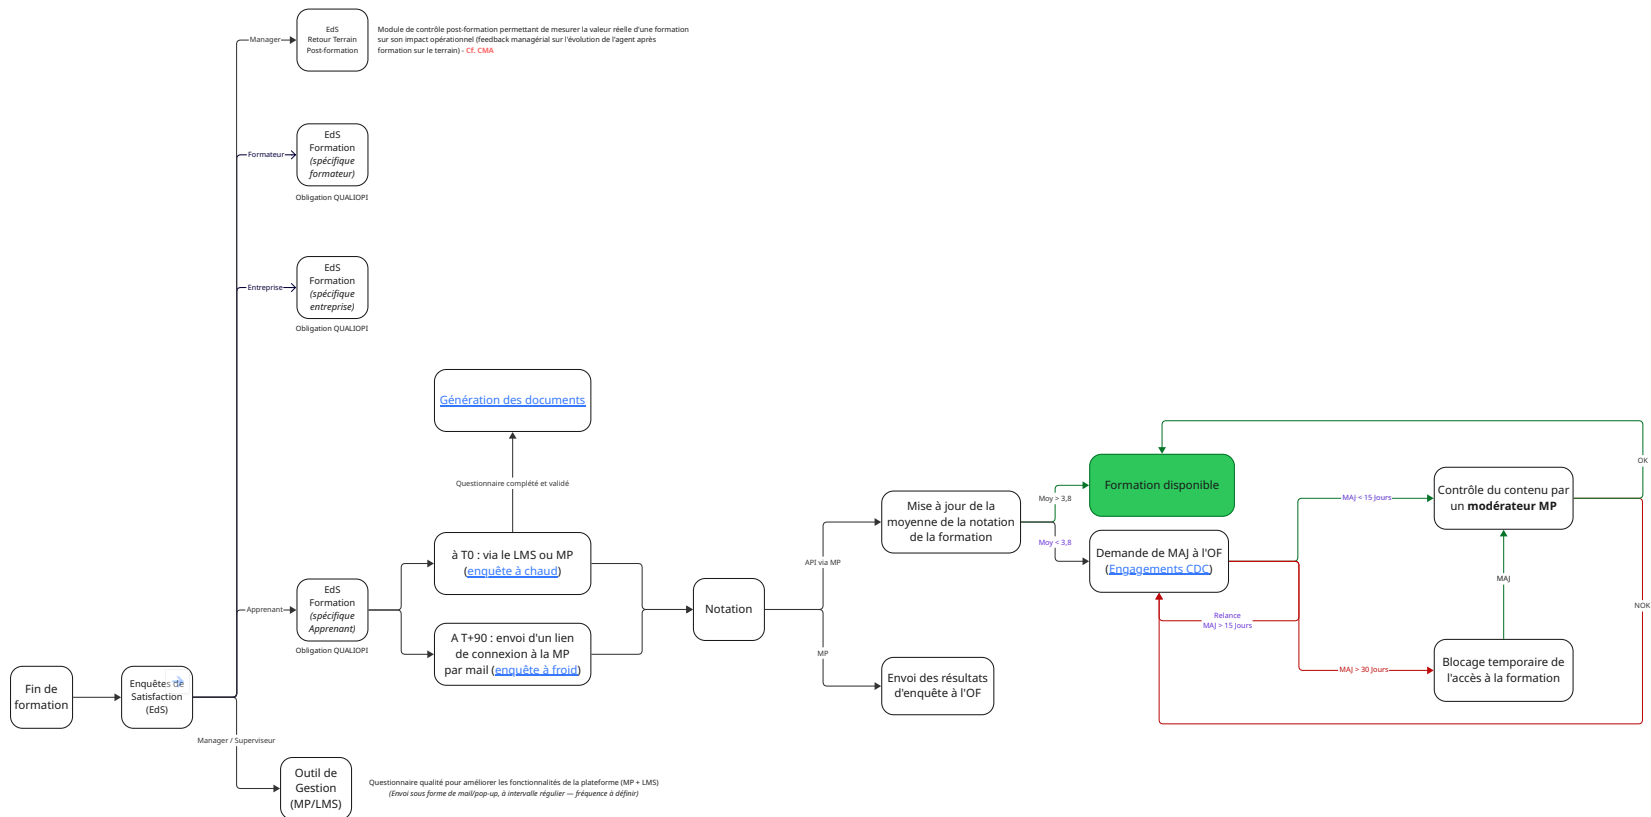 Manager
EdS
Retour Terrain
Post-formation
Module de contrôle post-formation permettant de mesurer la valeur réelle d'une formation
sur son impact opérationnel (feedback managérial sur l'évolution de l'agent après
formation sur le terrain) - Cf. CMA
Formateur
EdS
Formation
(spécifique
formateur)
Obligation QUALIOPI
Entreprise
EdS
Formation
(spécifique
entreprise)
Obligation QUALIOPI
Génération des documents
Questionnaire complété et validé
à T0 : via le LMS ou MP
(enquête à chaud)
Apprenant
EdS
Formation
(spécifique
Apprenant)
Obligation QUALIOPI
A T+90 : envoi d'un lien
de connexion à la MP
par mail (enquête à froid)
Notation
API via MP
MP
Mise à jour de la
moyenne de la notation
de la formation
Envoi des résultats
d'enquête à l'OF
Moy > 3,8
Moy < 3,8
Formation disponible
Demande de MAJ à l'OF
(Engagements CDC)
Relance
MAJ > 15 Jours
MAJ < 15 Jours
MAJ > 30 Jours
Contrôle du contenu par
un modérateur MP
MAJ
Blocage temporaire de
l'accès à la formation
OK
NOK
Fin de
formation
Enquêtes de
Satisfaction
(EdS)
Manager / Superviseur
Outil de
Gestion
(MP/LMS)
Questionnaire qualité pour améliorer les fonctionnalités de la plateforme (MP + LMS)
(Envoi sous forme de mail/pop-up, à intervalle régulier — fréquence à définir)